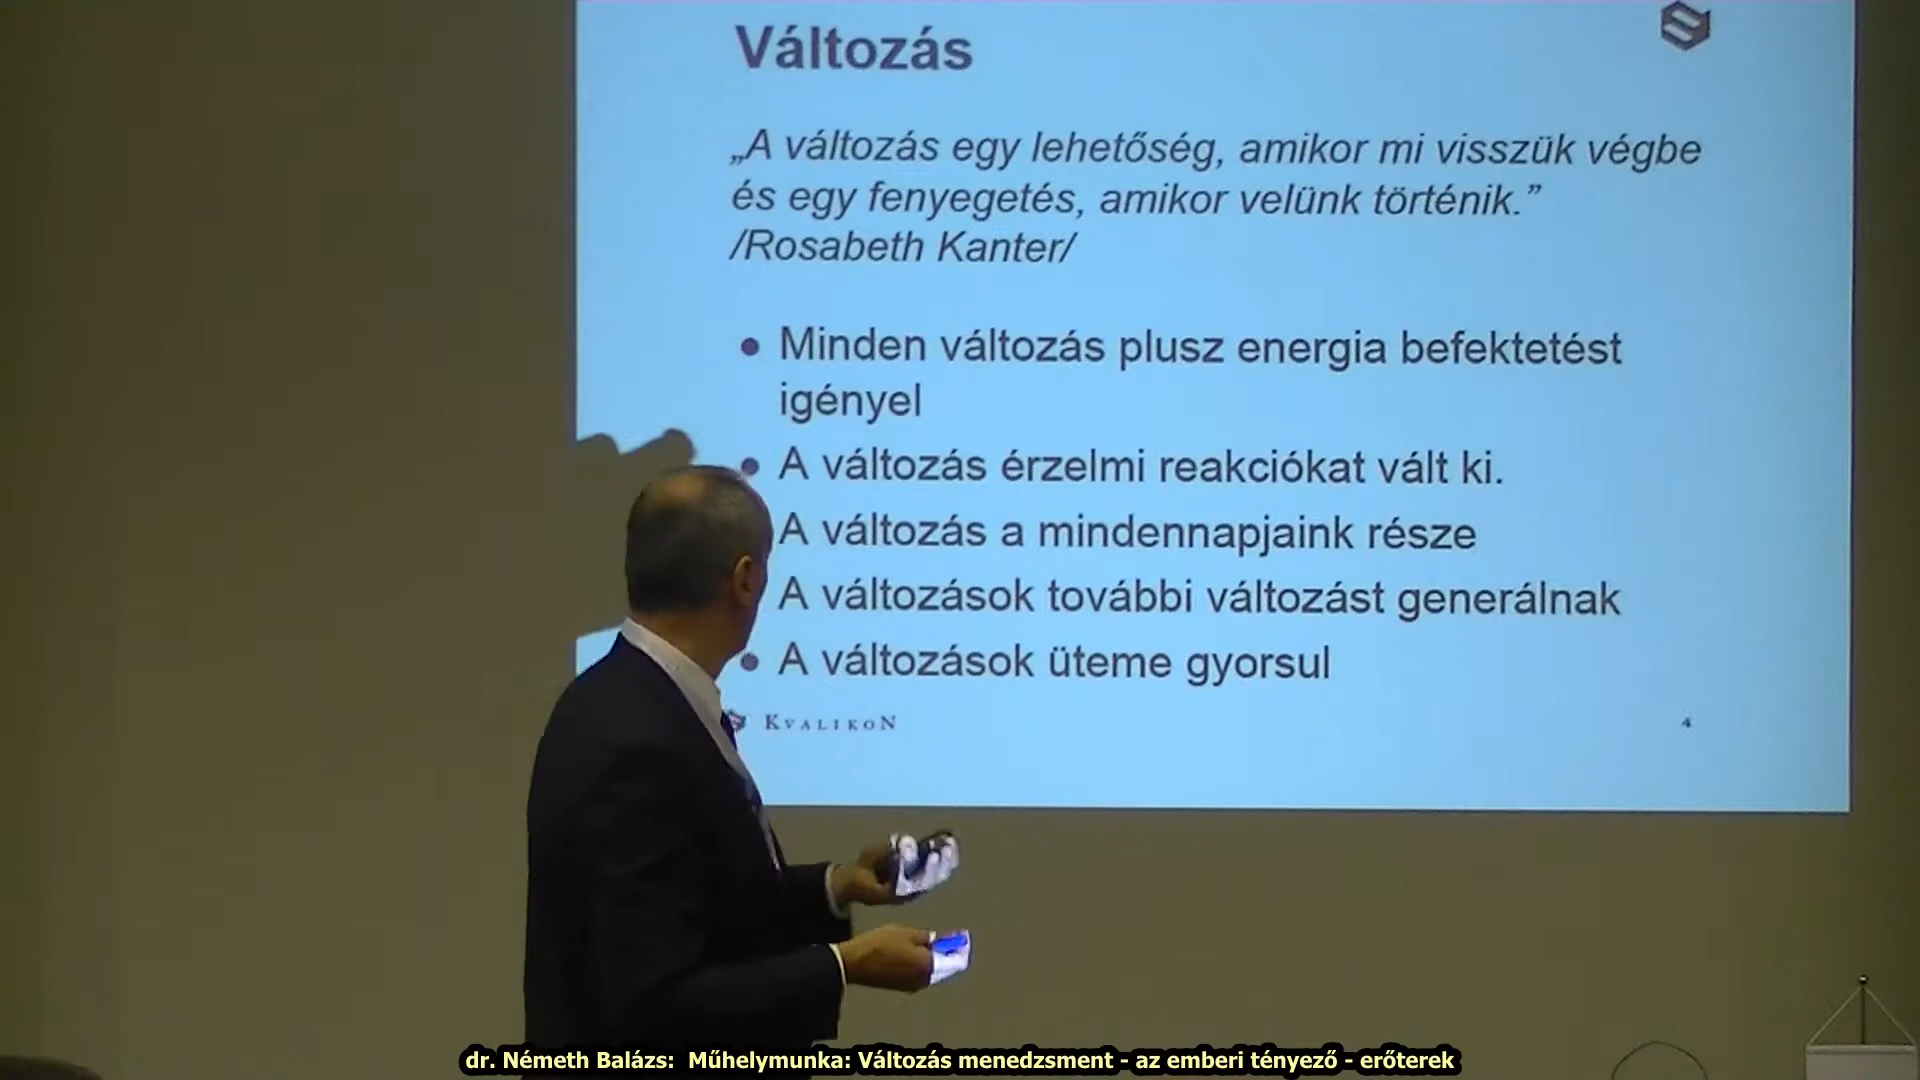 Változás
„A változás egy lehetőség, amikor mi visszük végbe
és egy fenyegetés, amikor velünk történik.”
/Rosabeth Kanter/
• Minden változás plusz energia befektetést
igényel
• A változás érzelmi reakciókat vált ki.
A változás a mindennapjaink része
A változások további változást generálnak
• A változások üteme gyorsul
KVALIKON
4
dr. Németh Balázs: Műhelymunka: Változás menedzsment - az emberi tényező - erőterek